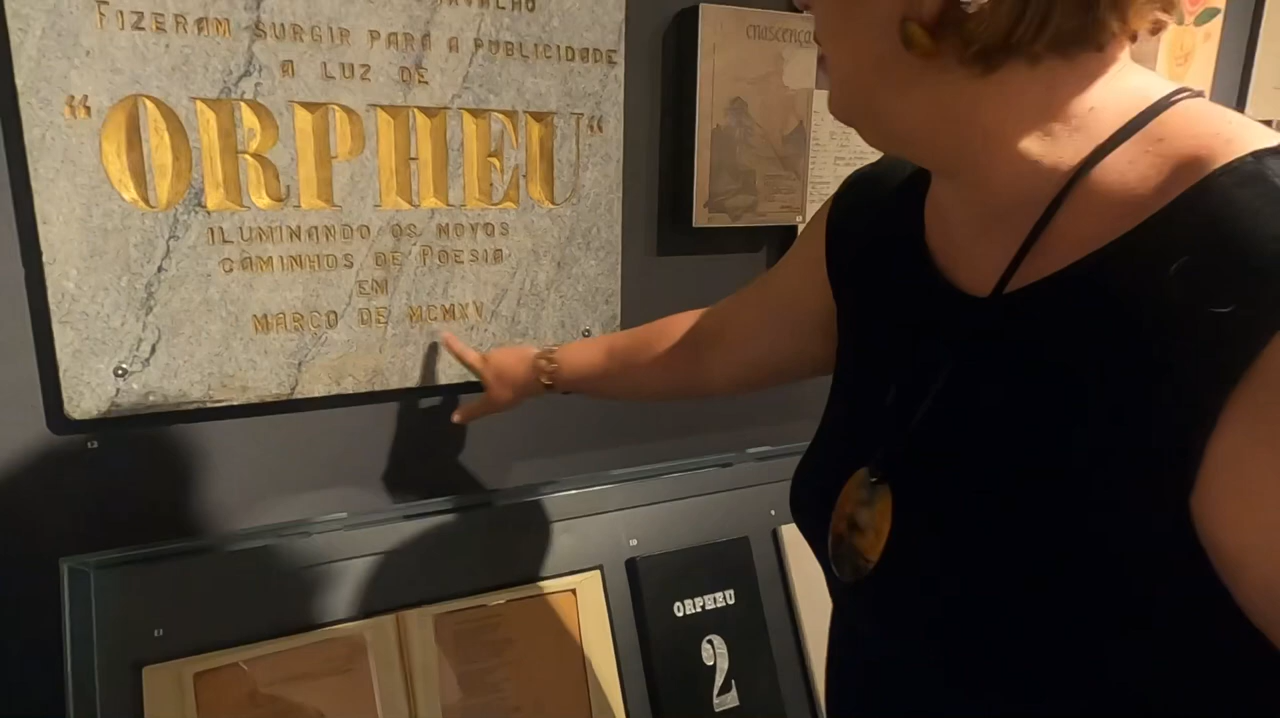 FIZERAM SURGIR PARA A PUBLICIDADE
A LUZ DE
“ORPHEU“
ILUMINANDO OS NOVOS
CAMINHOS DE POESIA
EM
MARÇO DE MCMXV
enascença
ORPHEU
2